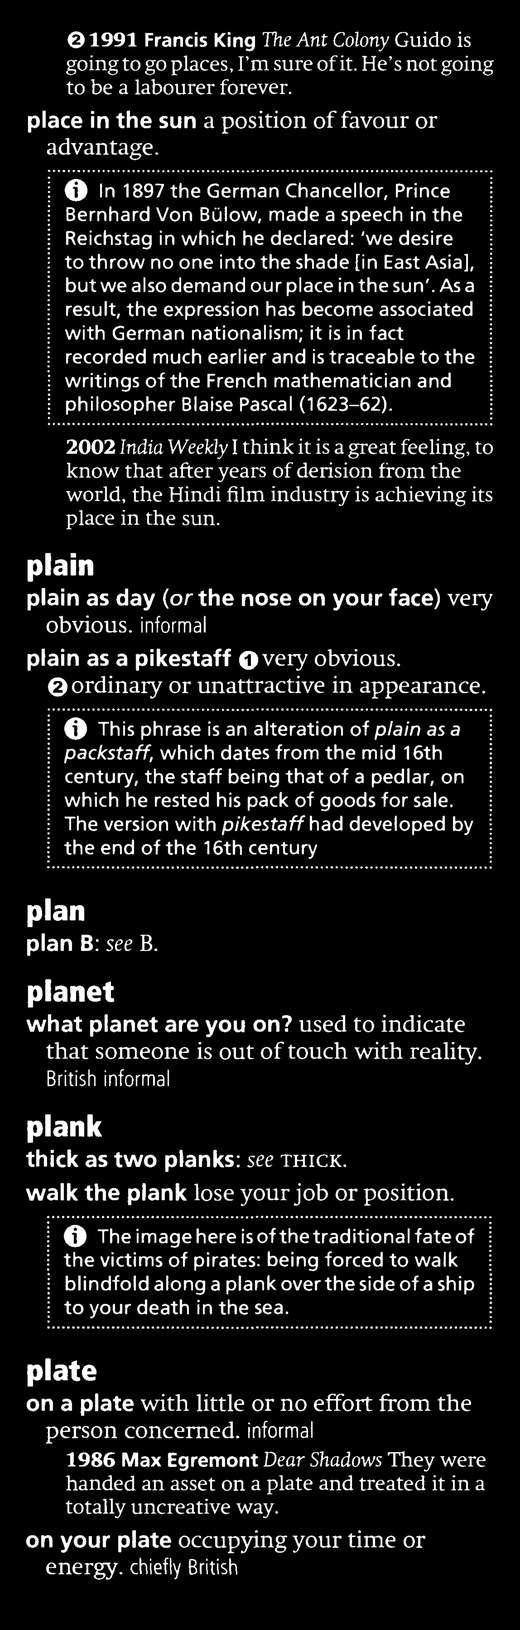 ❷ 1991 Francis King The Ant Colony Guido is
going to go places, I'm sure of it. He's not going
to be a labourer forever.
place in the sun a position of favour or
advantage.
ⓘ In 1897 the German Chancellor, Prince
Bernhard Von Bülow, made a speech in the
Reichstag in which he declared: 'we desire
to throw no one into the shade [in East Asia],
but we also demand our place in the sun'. As a
result, the expression has become associated
with German nationalism; it is in fact
recorded much earlier and is traceable to the
writings of the French mathematician and
philosopher Blaise Pascal (1623–62).
2002 India Weekly I think it is a great feeling, to
know that after years of derision from the
world, the Hindi film industry is achieving its
place in the sun.
plain
plain as day (or the nose on your face) very
obvious. informal
plain as a pikestaff ❶ very obvious.
❷ ordinary or unattractive in appearance.
ⓘ This phrase is an alteration of plain as a
packstaff, which dates from the mid 16th
century, the staff being that of a pedlar, on
which he rested his pack of goods for sale.
The version with pikestaff had developed by
the end of the 16th century
plan
plan B: see B.
planet
what planet are you on? used to indicate
that someone is out of touch with reality.
British informal
plank
thick as two planks: see THICK.
walk the plank lose your job or position.
ⓘ The image here is of the traditional fate of
the victims of pirates: being forced to walk
blindfold along a plank over the side of a ship
to your death in the sea.
plate
on a plate with little or no effort from the
person concerned. informal
1986 Max Egremont Dear Shadows They were
handed an asset on a plate and treated it in a
totally uncreative way.
on your plate occupying your time or
energy. chiefly British